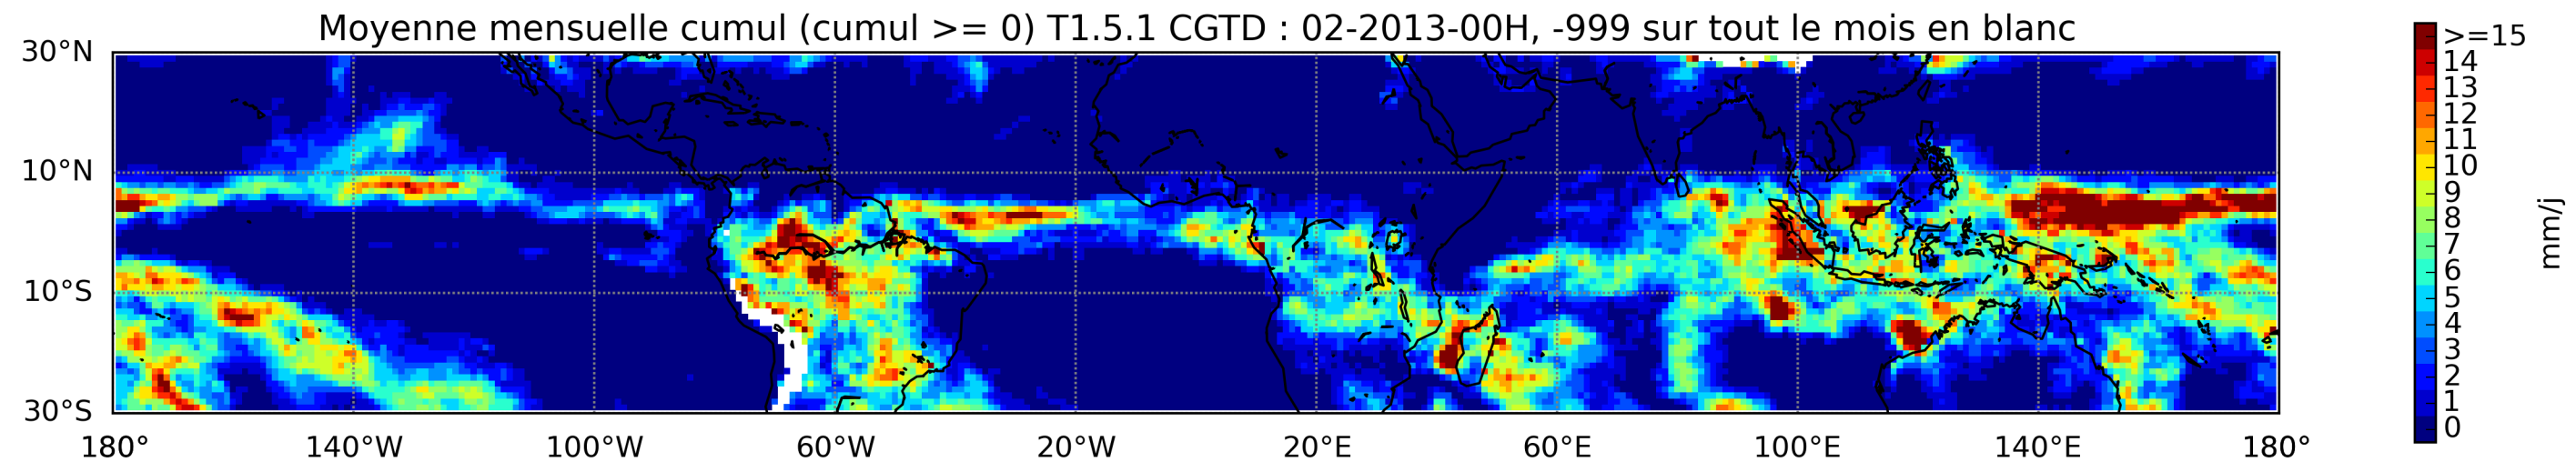 Moyenne mensuelle cumul (cumul >= 0) T1.5.1 CGTD : 02-2013-00H, -999 sur tout le mois en blanc
30°N
10°N
10°S
30°S
180° 140°W 100°W 60°W 20°W 20°E 60°E 100°E 140°E 180°
>=15
14
13
12
11
10
9
8
7
6
5
4
3
2
1
0
mm/j